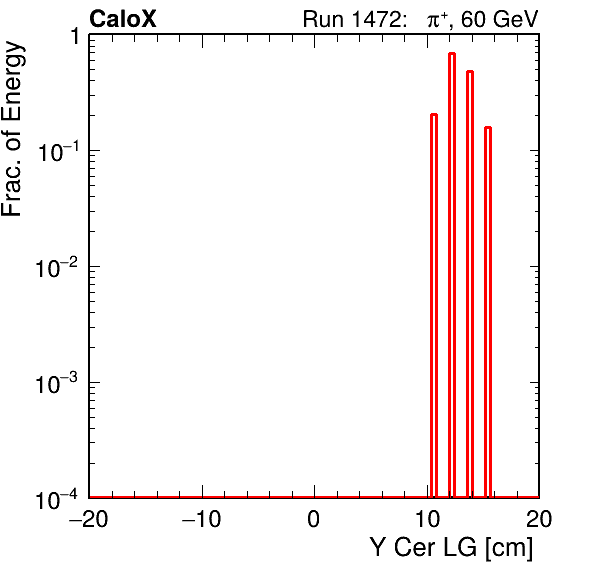 CaloX Run 1472: π⁺, 60 GeV
Frac. of Energy
1
10⁻¹
10⁻²
10⁻³
10⁻⁴
−20 −10 0 10 20
Y Cer LG [cm]